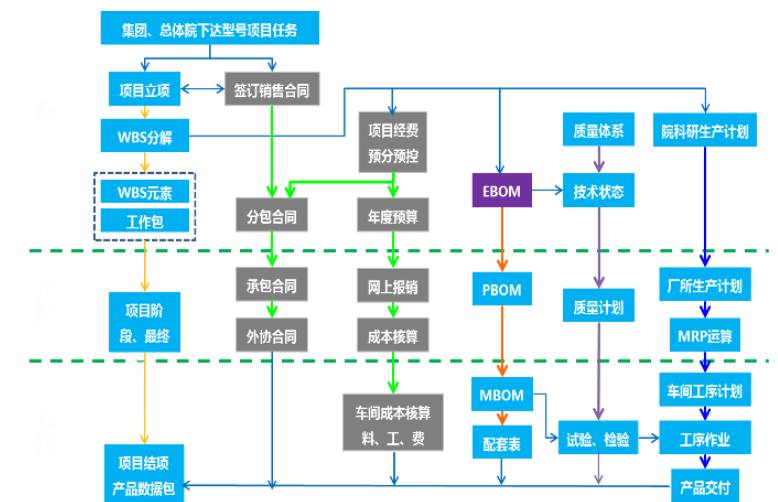 集团、总体院下达型号项目任务
项目立项
签订销售合同
WBS分解
项目经费
预分预控
质量体系
院科研生产计划
WBS元素
工作包
分包合同
年度预算
EBOM
技术状态
项目阶
段、最终
承包合同
外协合同
网上报销
成本核算
PBOM
质量计划
厂所生产计划
MRP运算
车间成本核算
料、工、费
MBOM
配套表
试验、检验
车间工序计划
工序作业
项目结项
产品数据包
产品交付